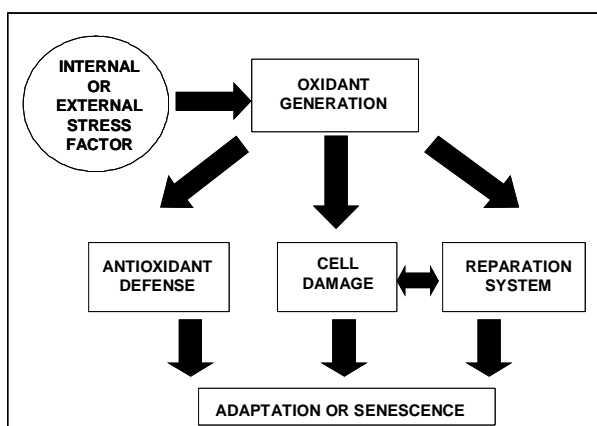 INTERNAL
OR
EXTERNAL
STRESS
FACTOR
OXIDANT
GENERATION
ANTIOXIDANT
DEFENSE
CELL
DAMAGE
REPARATION
SYSTEM
ADAPTATION OR SENESCENCE